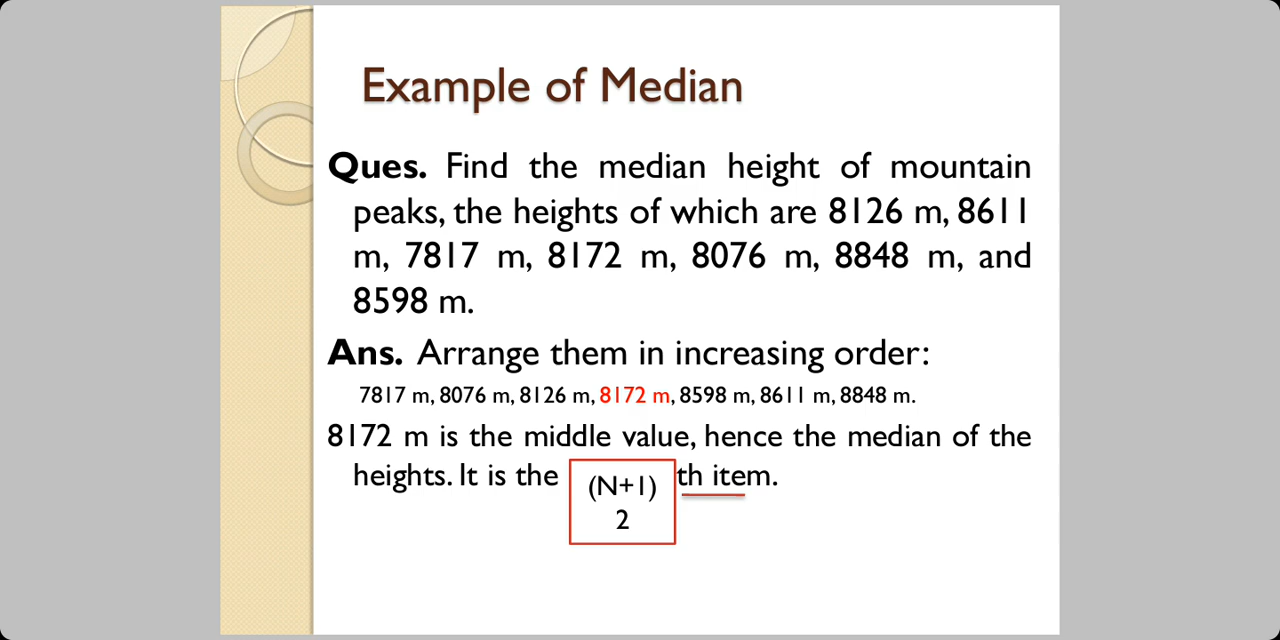 Example of Median
Ques. Find the median height of mountain
peaks, the heights of which are 8126 m, 8611
m, 7817 m, 8172 m, 8076 m, 8848 m, and
8598 m.
Ans. Arrange them in increasing order:
7817 m, 8076 m, 8126 m, 8172 m, 8598 m, 8611 m, 8848 m.
8172 m is the middle value, hence the median of the
heights. It is the (N+1) th item.
2